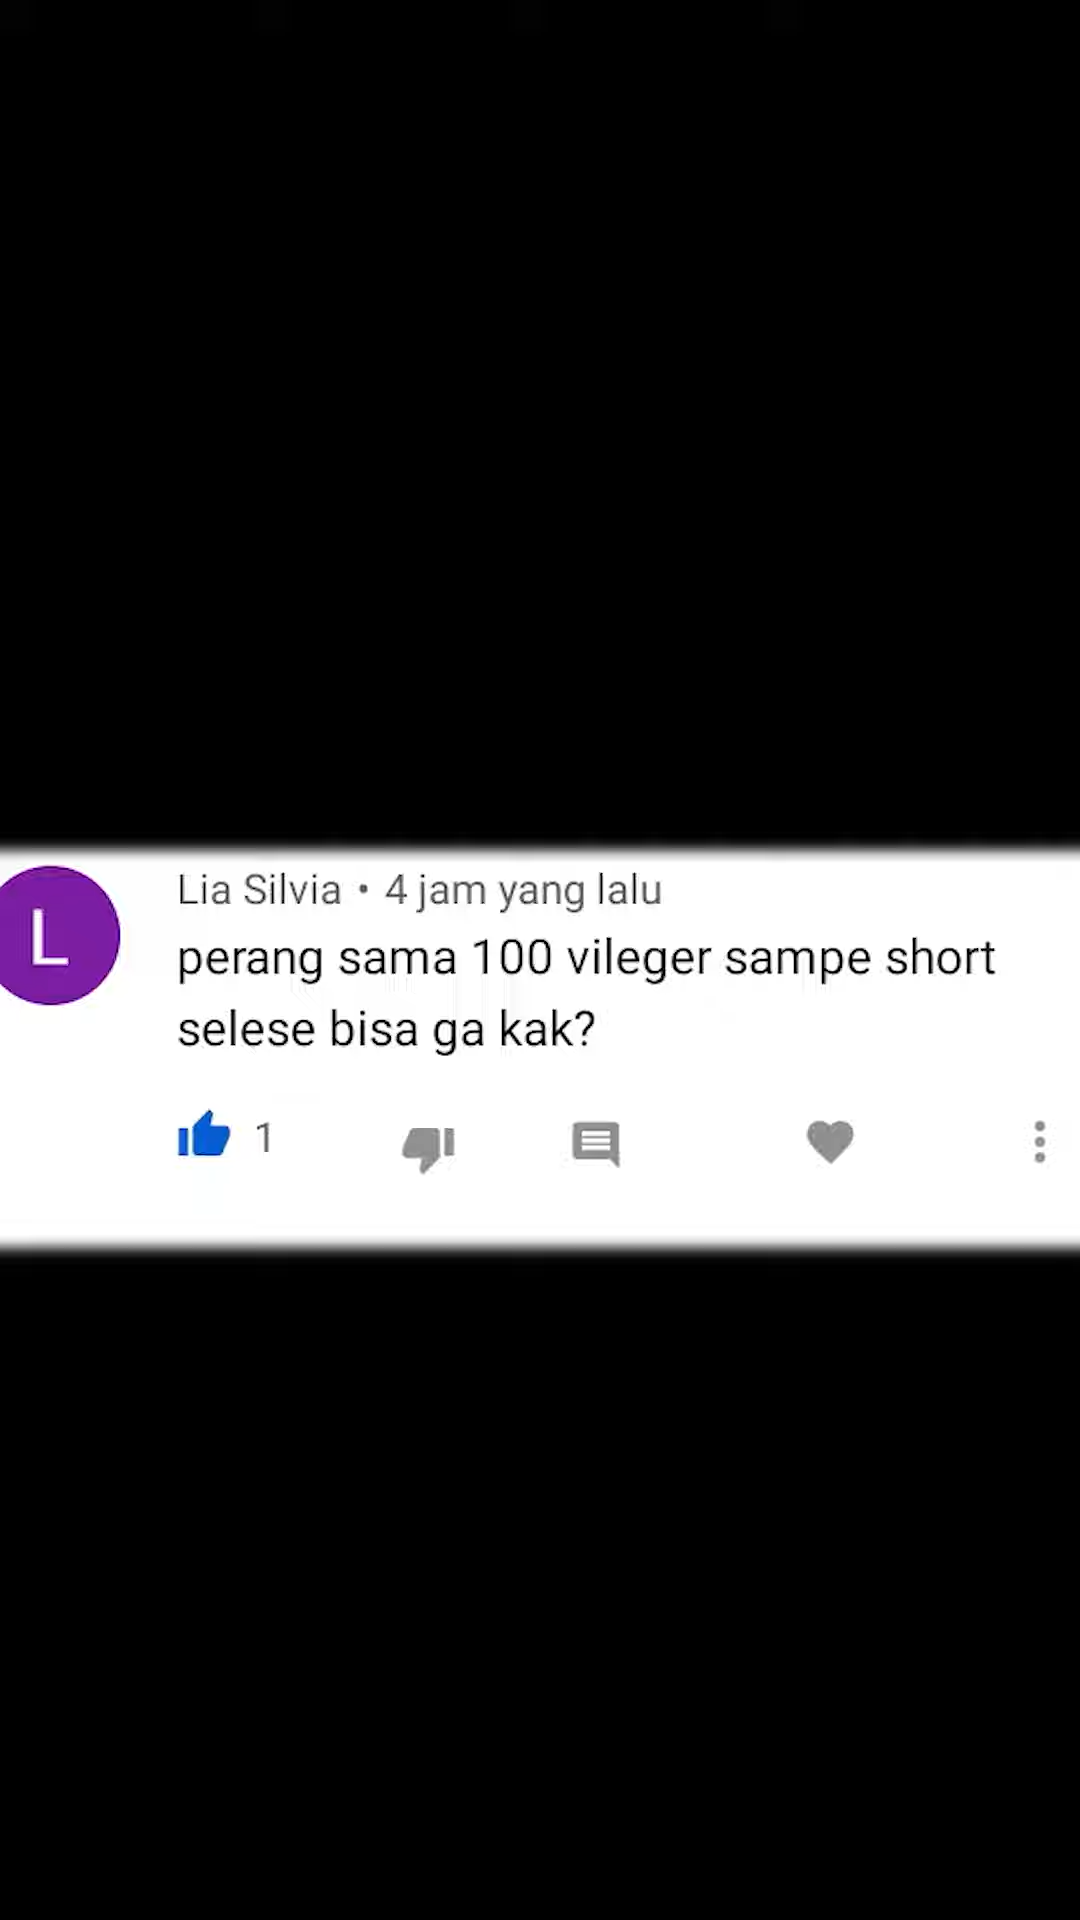 L
Lia Silvia • 4 jam yang lalu
perang sama 100 vileger sampe short
selese bisa ga kak?
1